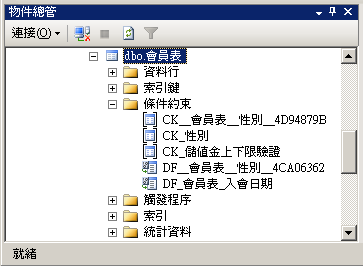 物件總管
連接(O)
dbo.會員表
資料行
索引鍵
條件約束
CK__會員表__性別__4D94879B
CK_性別
CK_儲值金上下限驗證
DF__會員表__性別__4CA06362
DF_會員表_入會日期
觸發程序
索引
統計資料
就緒